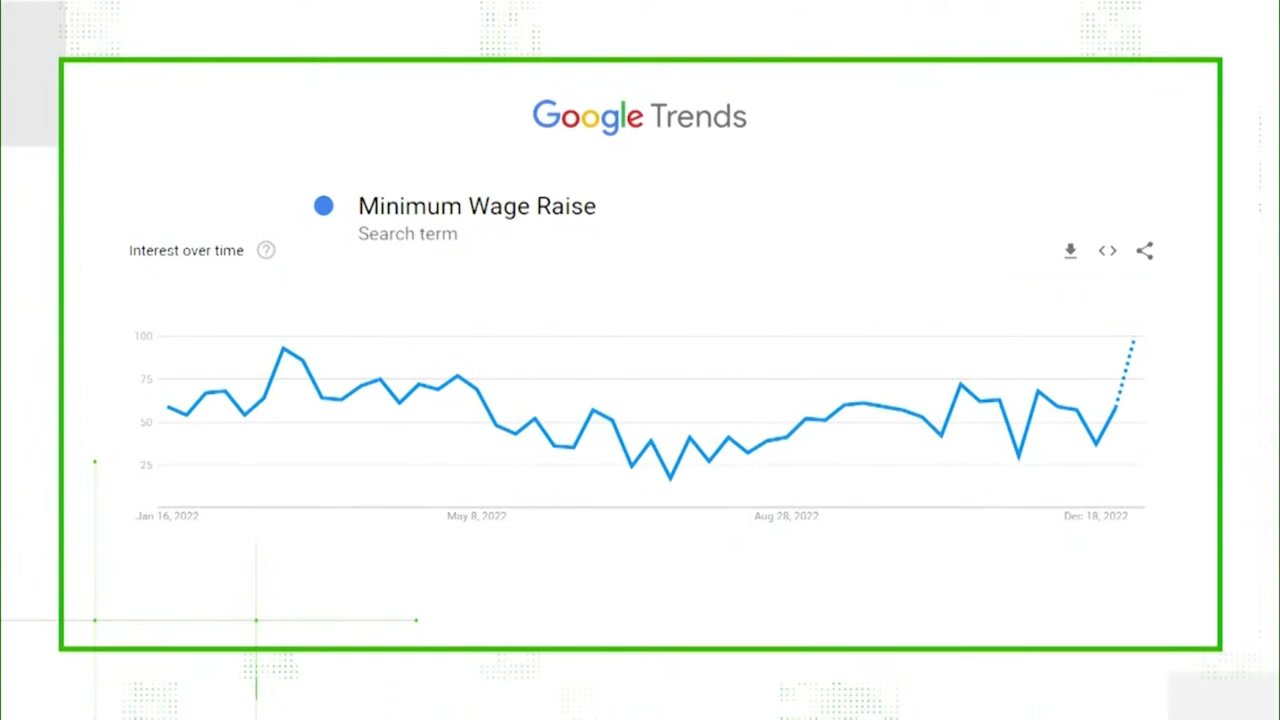 Google Trends
Minimum Wage Raise
Search term
Interest over time ?
100
75
50
25
Jan 16, 2022 May 8, 2022 Aug 28, 2022 Dec 18, 2022